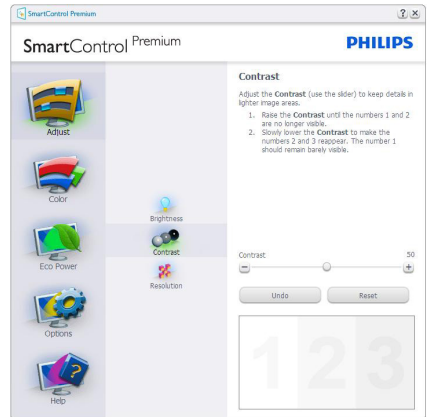 SmartControl Premium
? ×
SmartControl Premium
PHILIPS
Adjust
Color
Eco Power
Options
Help
Brightness
Contrast
Resolution
Contrast
Adjust the Contrast (use the slider) to keep details in
lighter image areas.
1. Raise the Contrast until the numbers 1 and 2
are no longer visible.
2. Slowly lower the Contrast to make the
numbers 2 and 3 reappear. The number 1
should remain barely visible.
Contrast 50
− +
Undo Reset
1 2 3